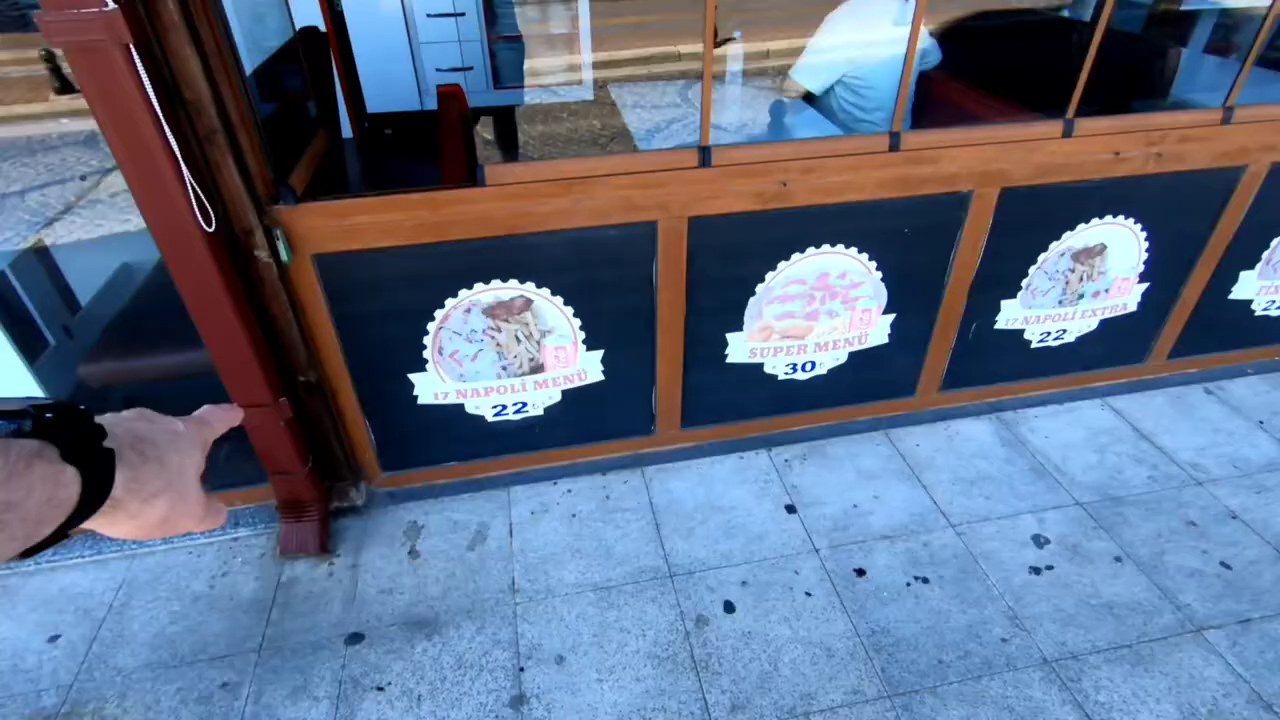 17 NAPOLİ MENÜ
22₺
SUPER MENÜ
30₺
17 NAPOLİ EXTRA
22₺